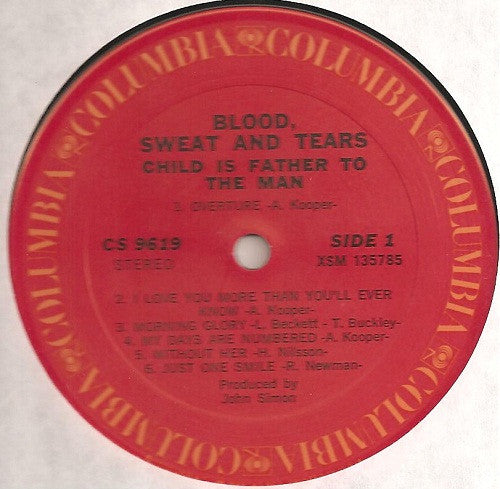 COLUMBIA COLUMBIA COLUMBIA COLUMBIA COLUMBIA COLUMBIA
BLOOD,
SWEAT AND TEARS
CHILD IS FATHER TO
THE MAN
1. OVERTURE -A. Kooper-
CS 9619
SIDE 1
STEREO
XSM 135785
2. I LOVE YOU MORE THAN YOU'LL EVER
KNOW -A. Kooper-
3. MORNING GLORY -L. Beckett - T. Buckley-
4. MY DAYS ARE NUMBERED -A. Kooper-
5. WITHOUT HER -H. Nilsson-
6. JUST ONE SMILE -R. Newman-
Produced by
John Simon